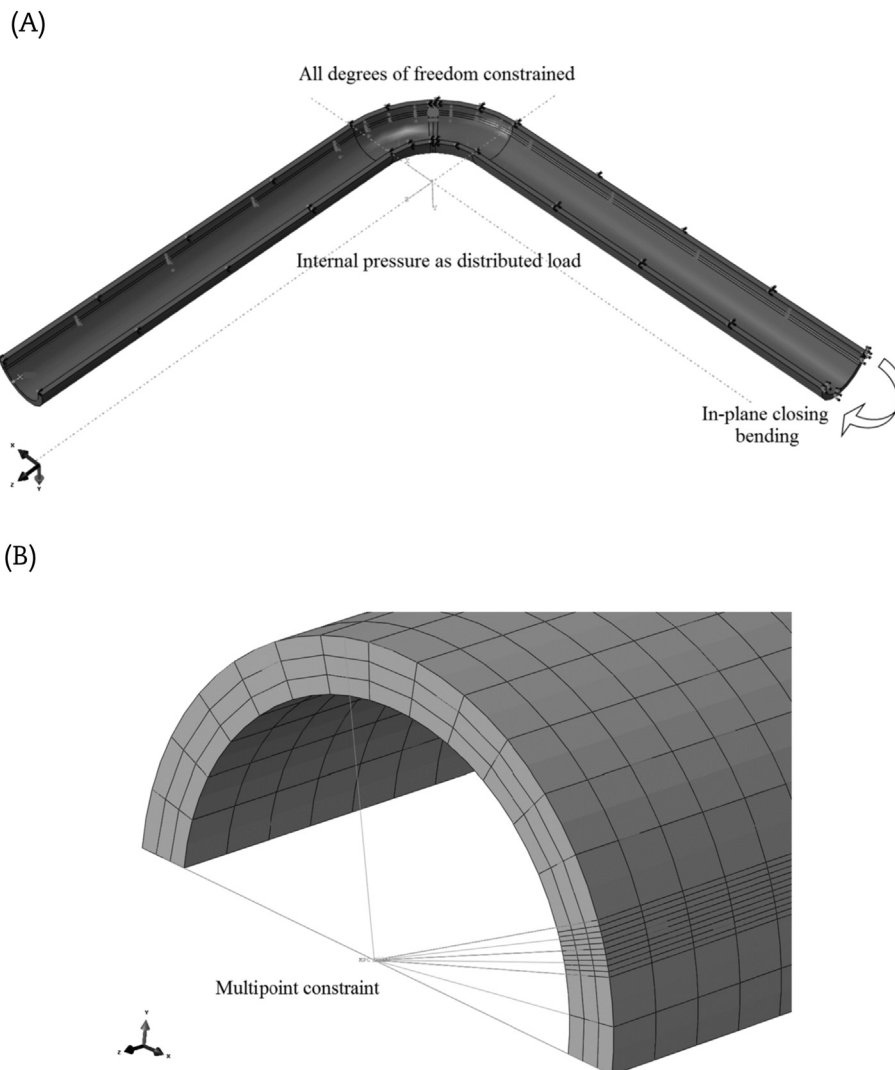 (A)
All degrees of freedom constrained
Internal pressure as distributed load
In-plane closing
bending
X
Z
Y
(B)
Multipoint constraint
Y
Z
X